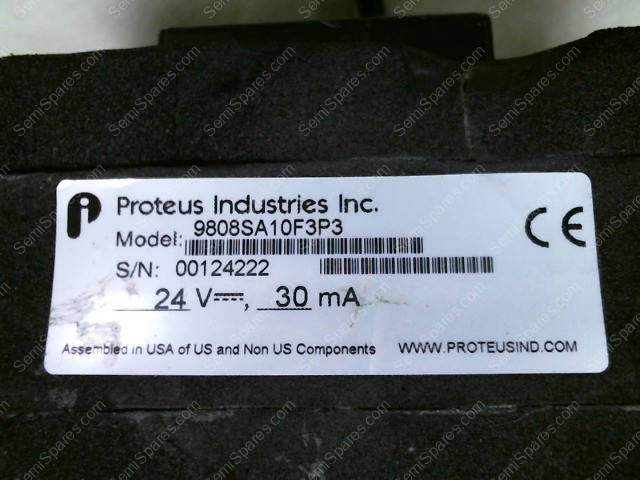 Proteus Industries Inc.
9808SA10F3P3
Model:
S/N: 00124222
24 V⎓, 30 mA
Assembled in USA of US and Non US Components WWW.PROTEUSIND.COM
CE
SemiSpares.com